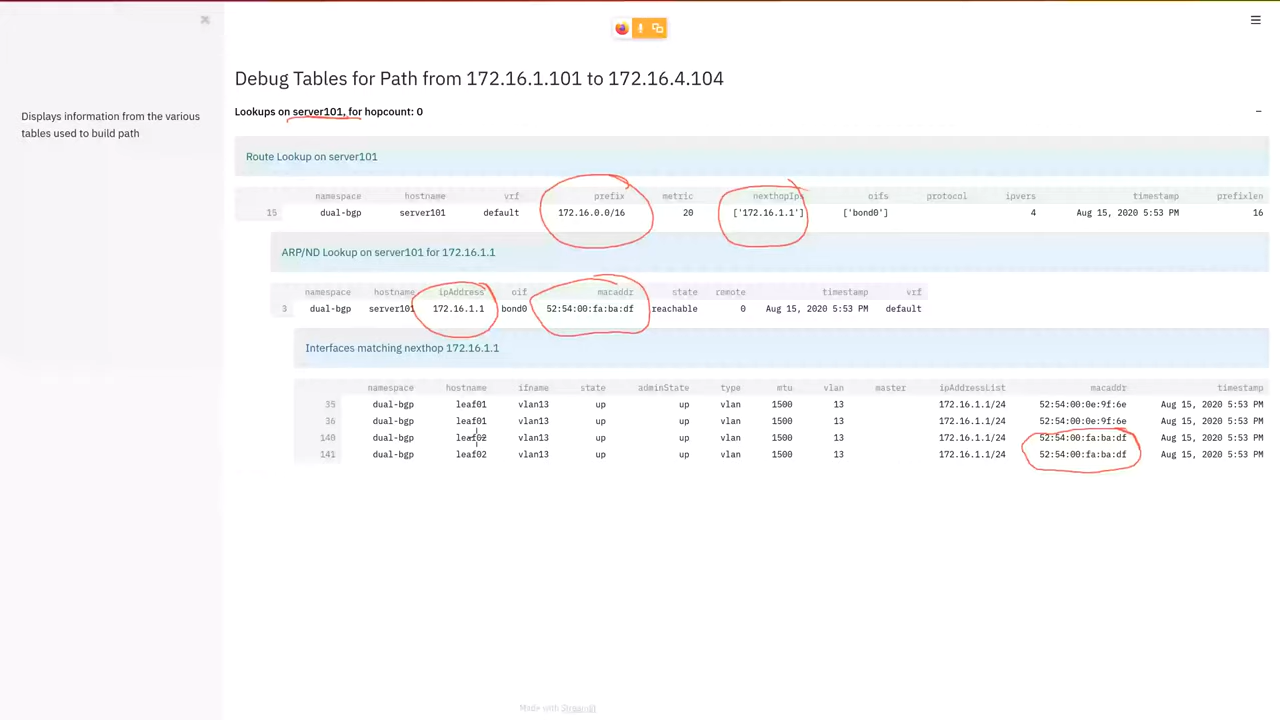 Debug Tables for Path from 172.16.1.101 to 172.16.4.104
Displays information from the various
tables used to build path
Lookups on server101, for hopcount: 0
Route Lookup on server101
namespace hostname vrf prefix metric nexthopIps oifs protocol ipvers timestamp prefixlen
15 dual-bgp server101 default 172.16.0.0/16 20 ['172.16.1.1'] ['bond0'] 4 Aug 15, 2020 5:53 PM 16
ARP/ND Lookup on server101 for 172.16.1.1
namespace hostname ipAddress oif macaddr state remote timestamp vrf
3 dual-bgp server101 172.16.1.1 bond0 52:54:00:fa:ba:df reachable 0 Aug 15, 2020 5:53 PM default
Interfaces matching nexthop 172.16.1.1
namespace hostname ifname state adminState type mtu vlan master ipAddressList macaddr timestamp
35 dual-bgp leaf01 vlan13 up up vlan 1500 13 172.16.1.1/24 52:54:00:0e:9f:6e Aug 15, 2020 5:53 PM
36 dual-bgp leaf01 vlan13 up up vlan 1500 13 172.16.1.1/24 52:54:00:0e:9f:6e Aug 15, 2020 5:53 PM
140 dual-bgp leaf02 vlan13 up up vlan 1500 13 172.16.1.1/24 52:54:00:fa:ba:df Aug 15, 2020 5:53 PM
141 dual-bgp leaf02 vlan13 up up vlan 1500 13 172.16.1.1/24 52:54:00:fa:ba:df Aug 15, 2020 5:53 PM
Made with Streamlit